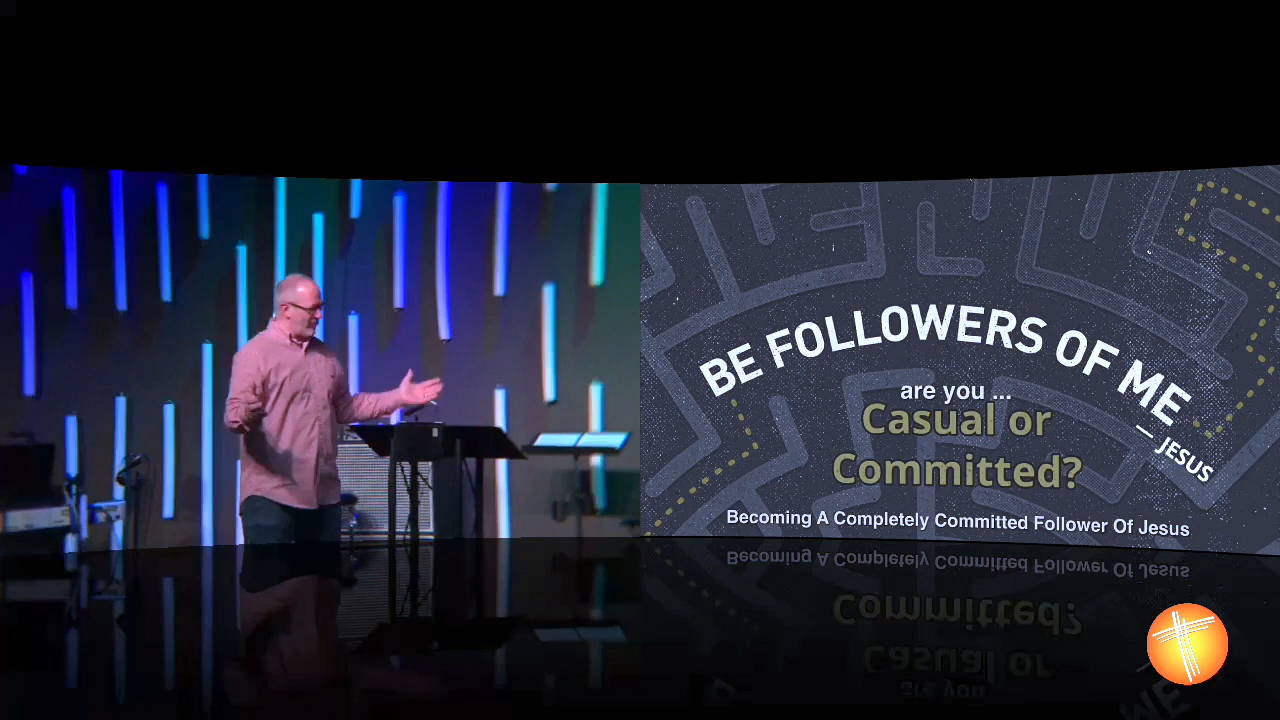 BE FOLLOWERS OF ME
— JESUS
are you ...
Casual or
Committed?
Becoming A Completely Committed Follower Of Jesus